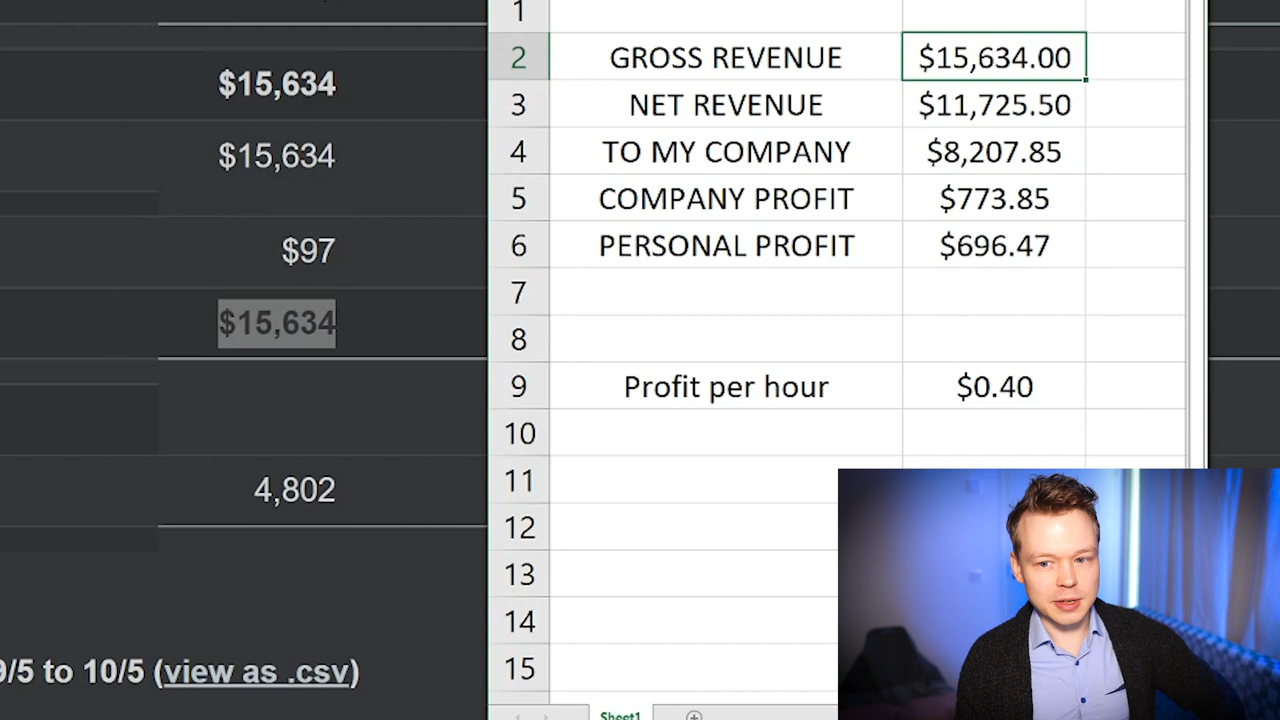 $15,634
$15,634
$97
$15,634
4,802
9/5 to 10/5 (view as .csv)
1
2 GROSS REVENUE $15,634.00
3 NET REVENUE $11,725.50
4 TO MY COMPANY $8,207.85
5 COMPANY PROFIT $773.85
6 PERSONAL PROFIT $696.47
7
8
9 Profit per hour $0.40
10
11
12
13
14
15
Sheet1